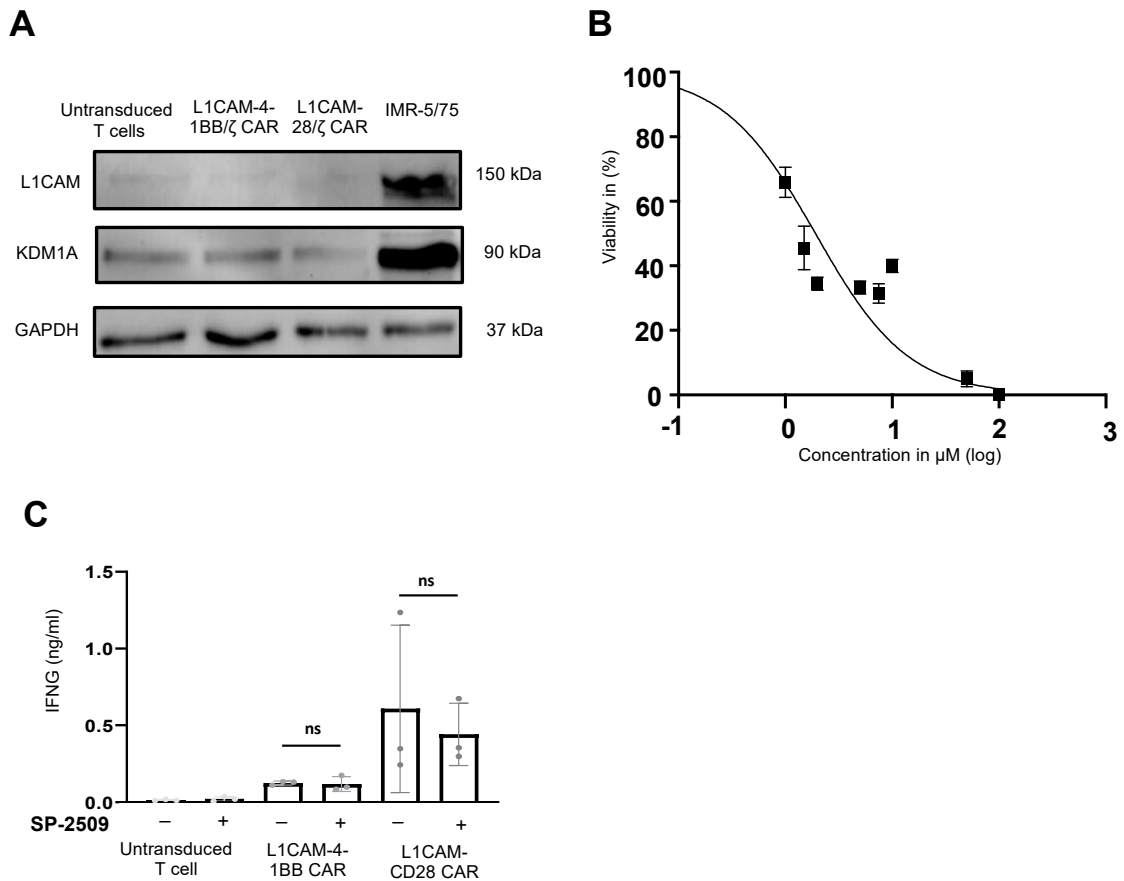 A
Untransduced
T cells
L1CAM-4-
1BB/ζ CAR
L1CAM-
28/ζ CAR
IMR-5/75
L1CAM
150 kDa
KDM1A
90 kDa
GAPDH
37 kDa
B
Viability in (%)
100
80
60
40
20
0
-1 0 1 2 3
Concentration in µM (log)
C
IFNG (ng/ml)
1.5
1.0
0.5
0.0
ns
ns
SP-2509 – + – + – +
Untransduced
T cell
L1CAM-4-
1BB CAR
L1CAM-
CD28 CAR